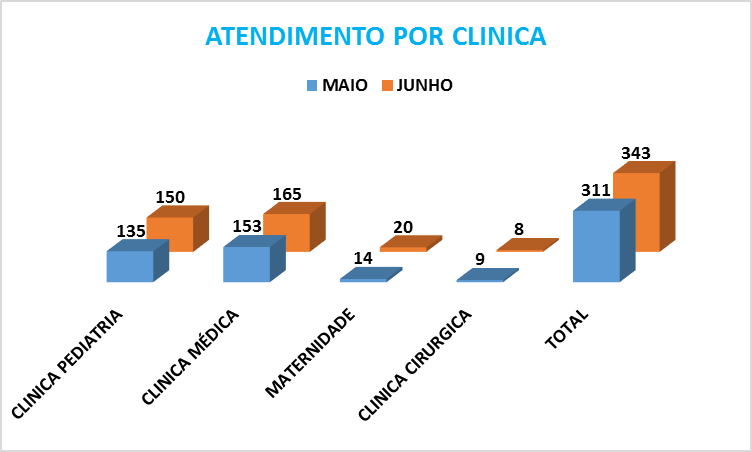 ATENDIMENTO POR CLINICA
MAIO JUNHO
135 150 153 165 14 20 9 8 311 343
CLINICA PEDIATRIA
CLINICA MÉDICA
MATERNIDADE
CLINICA CIRURGICA
TOTAL